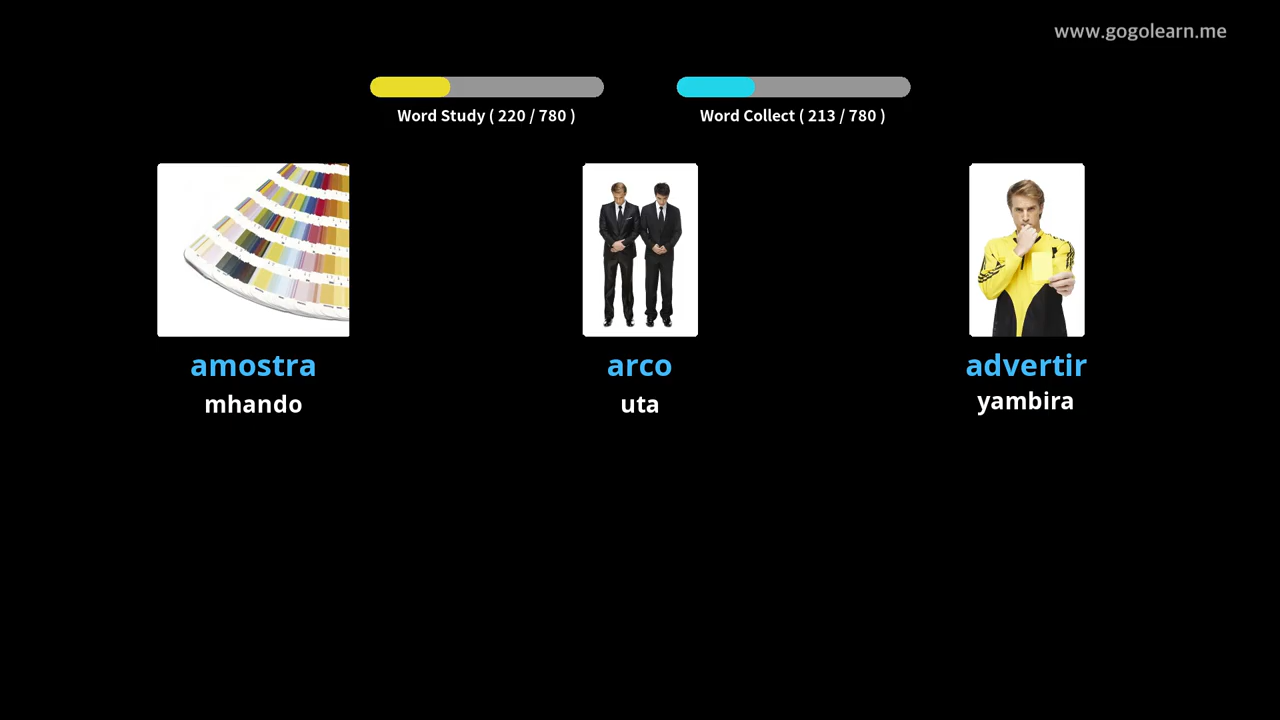 www.gogolearn.me
Word Study ( 220 / 780 )
Word Collect ( 213 / 780 )
amostra
mhando
arco
uta
advertir
yambira